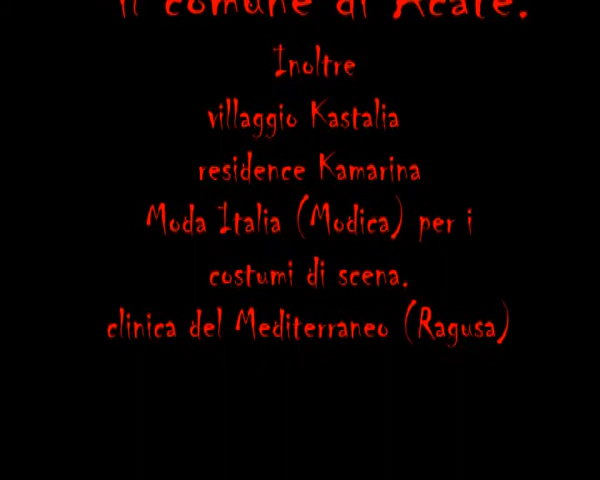 il comune di Acate.
Inoltre
villaggio Kastalia
residence Kamarina
Moda Italia (Modica) per i
costumi di scena.
clinica del Mediterraneo (Ragusa)